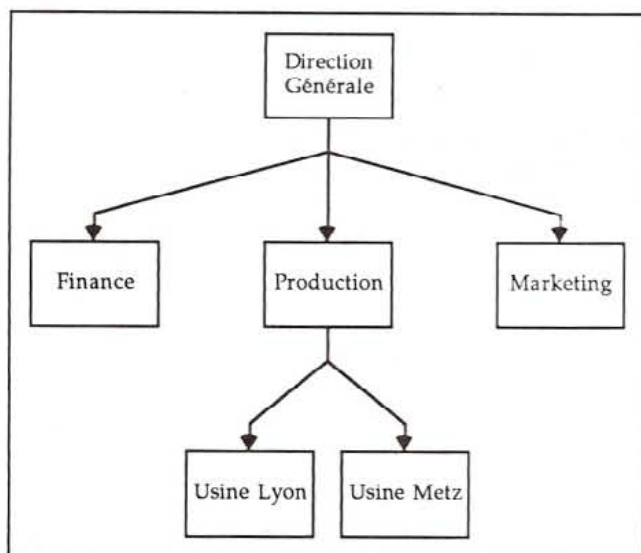 Direction
Générale
Finance
Production
Marketing
Usine Lyon
Usine Metz